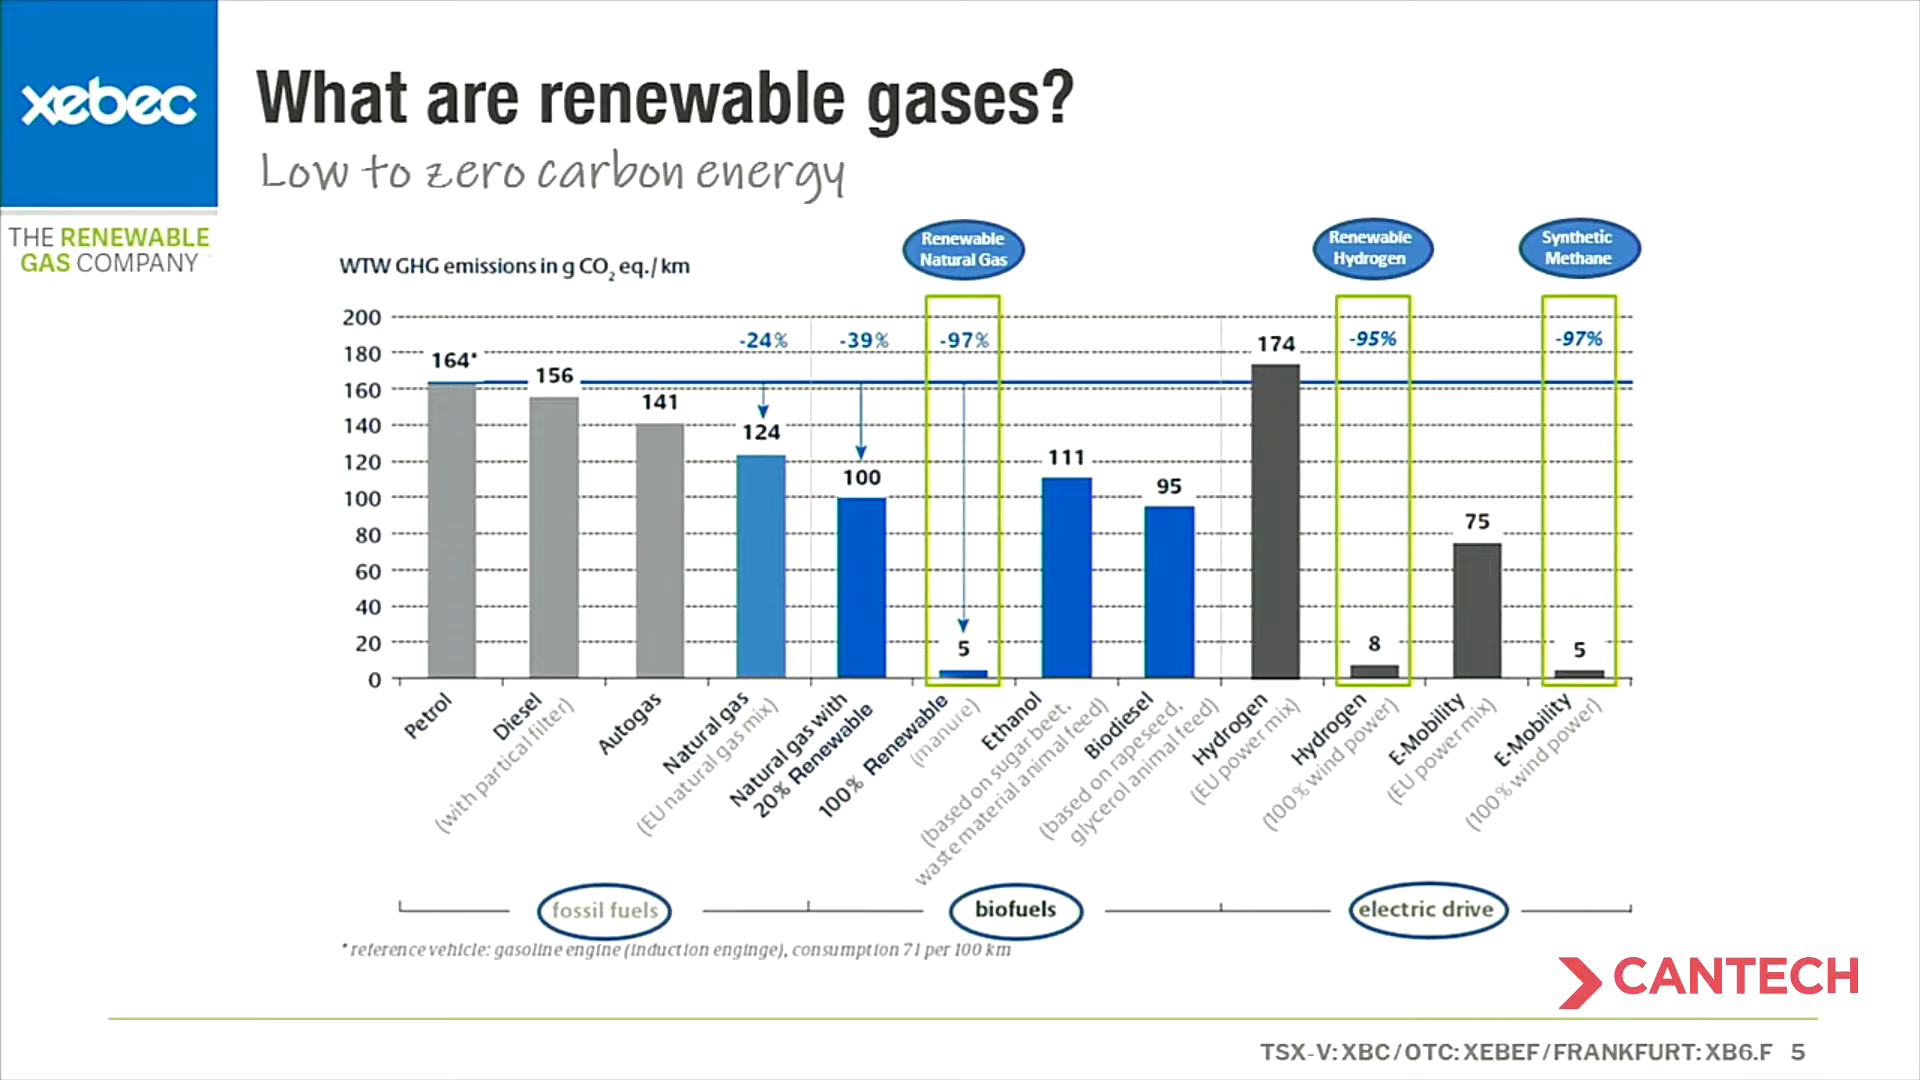 xebec
THE RENEWABLE
GAS COMPANY
What are renewable gases?
Low to zero carbon energy
WTW GHG emissions in g CO2 eq./km
Renewable
Natural Gas
Renewable
Hydrogen
Synthetic
Methane
200
180
160
140
120
100
80
60
40
20
0
-24%
-39%
-97%
-95%
-97%
164*
156
141
124
100
5
111
95
174
8
75
5
Petrol
Diesel
(with partical filter)
Autogas
Natural gas
(EU natural gas mix)
Natural gas with
20% Renewable
100% Renewable
(manure)
Ethanol
(based on sugar beet,
waste material animal feed)
Biodiesel
(based on rapeseed,
glycerol animal feed)
Hydrogen
(EU power mix)
Hydrogen
(100% wind power)
E-Mobility
(EU power mix)
E-Mobility
(100% wind power)
fossil fuels
biofuels
electric drive
* reference vehicle: gasoline engine (induction enginge), consumption 7 l per 100 km
CANTECH
TSX-V: XBC / OTC: XEBEF / FRANKFURT: XB6.F 5